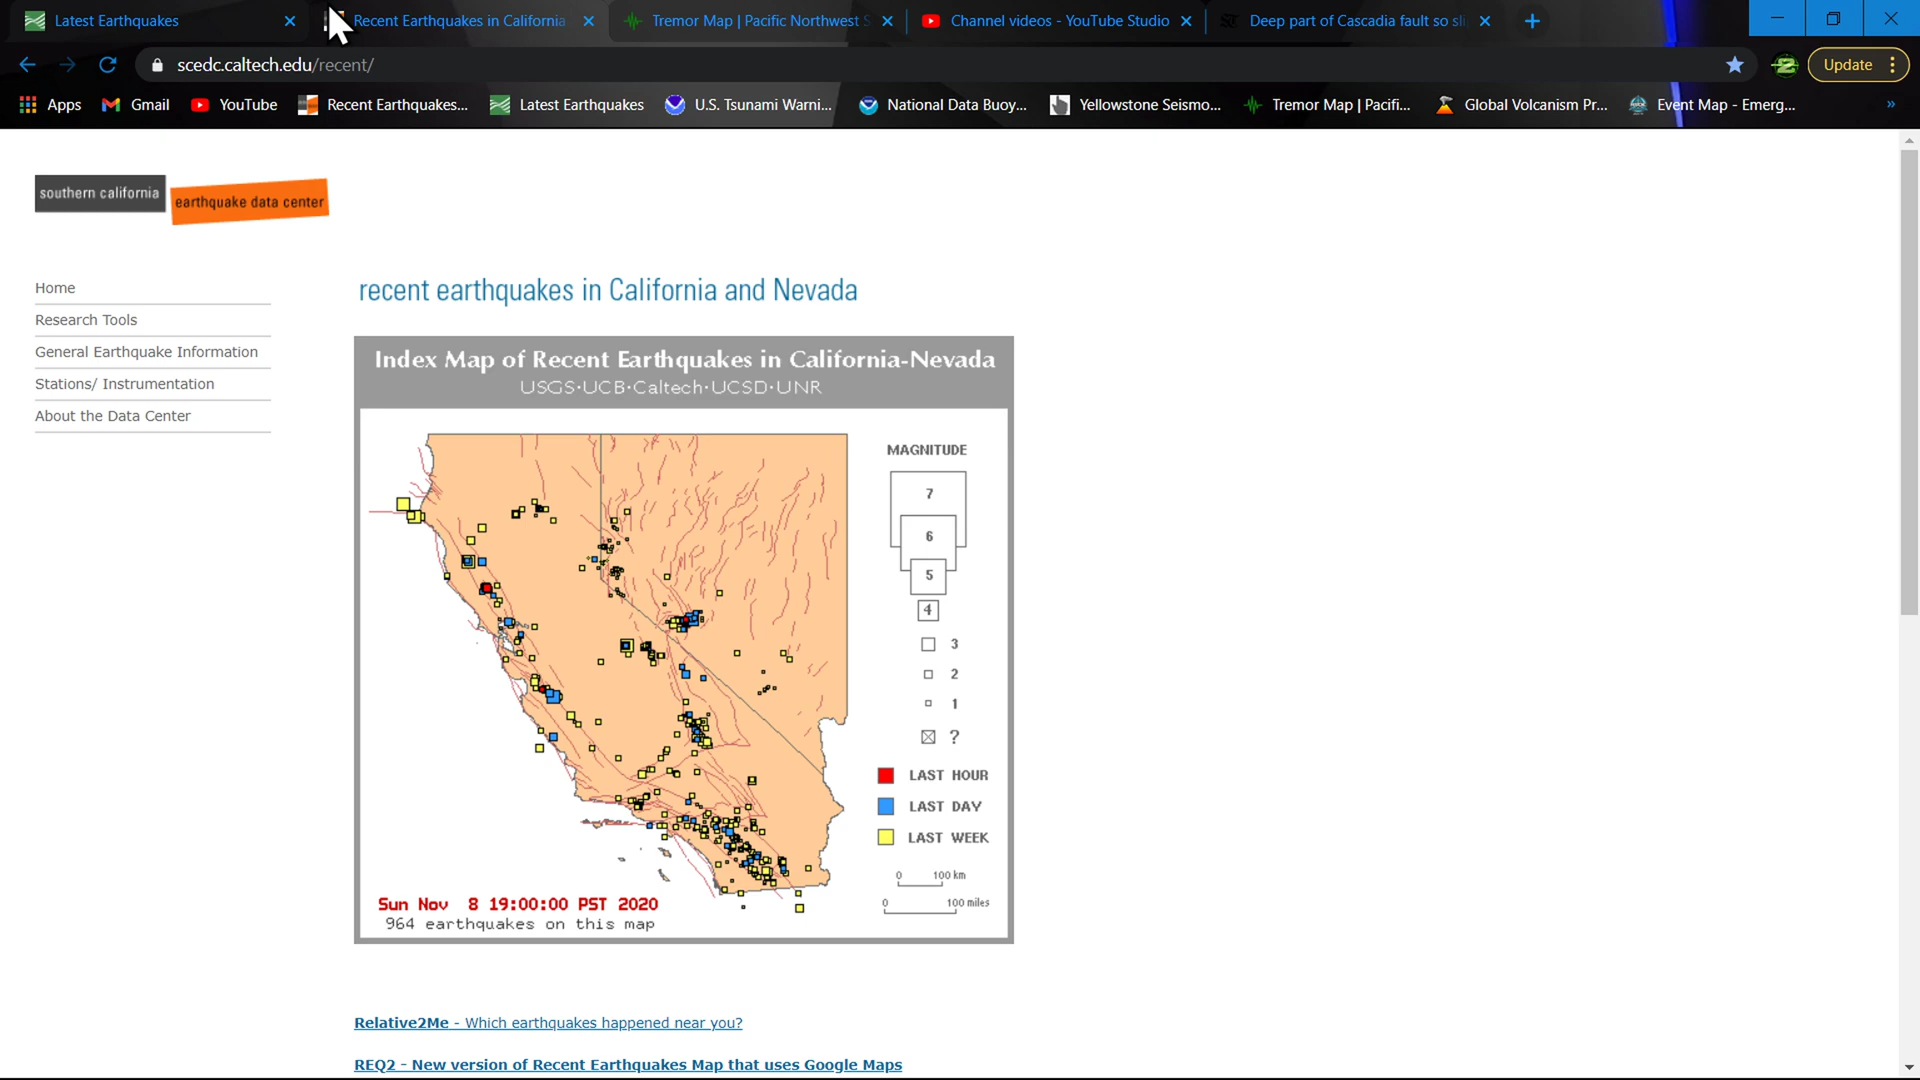 Latest Earthquakes
Recent Earthquakes in California
Tremor Map | Pacific Northwest S
Channel videos - YouTube Studio
Deep part of Cascadia fault so sli
scedc.caltech.edu/recent/
Update
Apps
Gmail
YouTube
Recent Earthquakes...
Latest Earthquakes
U.S. Tsunami Warni...
National Data Buoy...
Yellowstone Seismo...
Tremor Map | Pacifi...
Global Volcanism Pr...
Event Map - Emerg...
»
southern california
earthquake data center
Home
Research Tools
General Earthquake Information
Stations/ Instrumentation
About the Data Center
recent earthquakes in California and Nevada
Index Map of Recent Earthquakes in California-Nevada
USGS·UCB·Caltech·UCSD·UNR
MAGNITUDE
7
6
5
4
3
2
1
?
LAST HOUR
LAST DAY
LAST WEEK
0 100 km
0 100 miles
Sun Nov 8 19:00:00 PST 2020
964 earthquakes on this map
Relative2Me - Which earthquakes happened near you?
REQ2 - New version of Recent Earthquakes Map that uses Google Maps